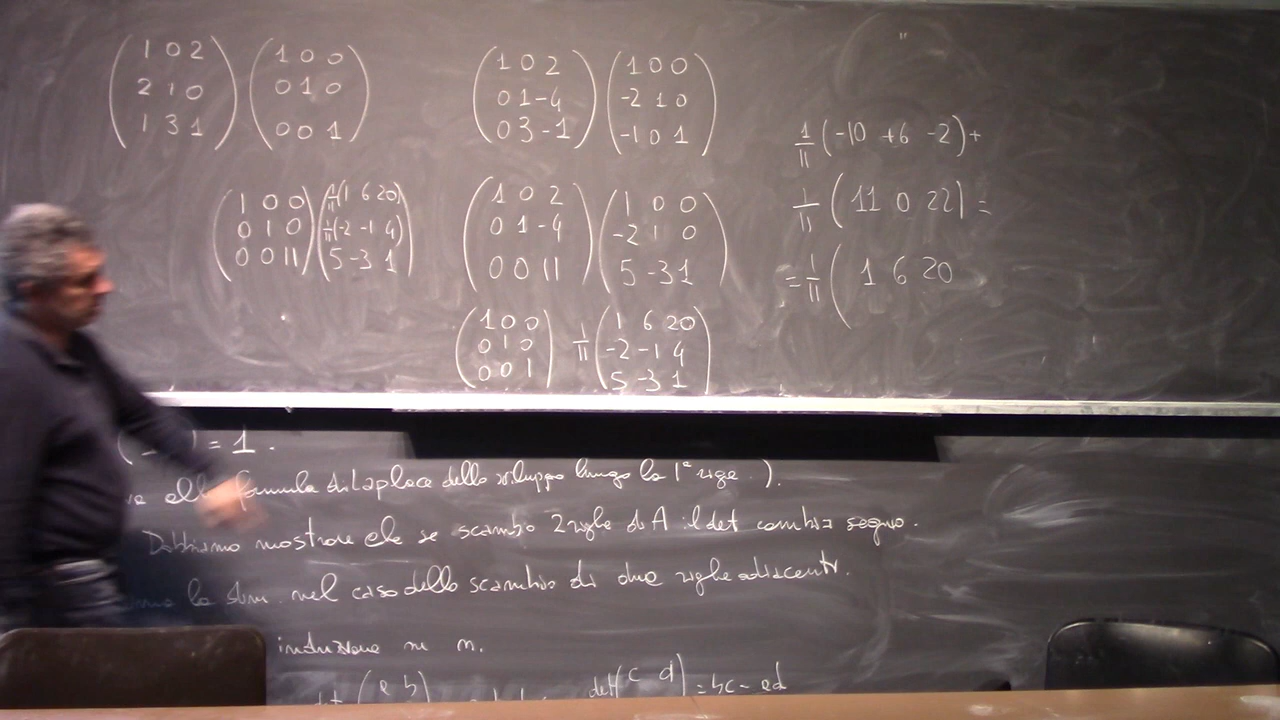 ( 1 0 2 ) ( 1 0 0 )
( 2 1 0 ) ( 0 1 0 )
( 1 3 1 ) ( 0 0 1 )
( 1 0 2 ) ( 1 0 0 )
( 0 1 -4 ) ( -2 1 0 )
( 0 3 -1 ) ( -1 0 1 )
1/11 (-10 +6 -2) +
1/11 ( 11 0 22 ) =
= 1/11 ( 1 6 20
( 1 0 0 ) ( 1/11 (1 6 20) )
( 0 1 0 ) ( 1/11 (-2 -1 4) )
( 0 0 11 ) ( 5 -3 1 )
( 1 0 2 ) ( 1 0 0 )
( 0 1 -4 ) ( -2 1 0 )
( 0 0 11 ) ( 5 -3 1 )
( 1 0 0 ) 1/11 ( 1 6 20 )
( 0 1 0 ) ( -2 -1 4 )
( 0 0 1 ) ( 5 -3 1 )
) = 1.
formula di Laplace dello sviluppo lungo la 1ª riga ).
Dobbiamo mostrare che se scambio 2 righe di A il det cambia segno.
la dim. nel caso dello scambio di due righe adiacenti.
induzione su n.
det ( a b ) det ( c d ) = bc - ad